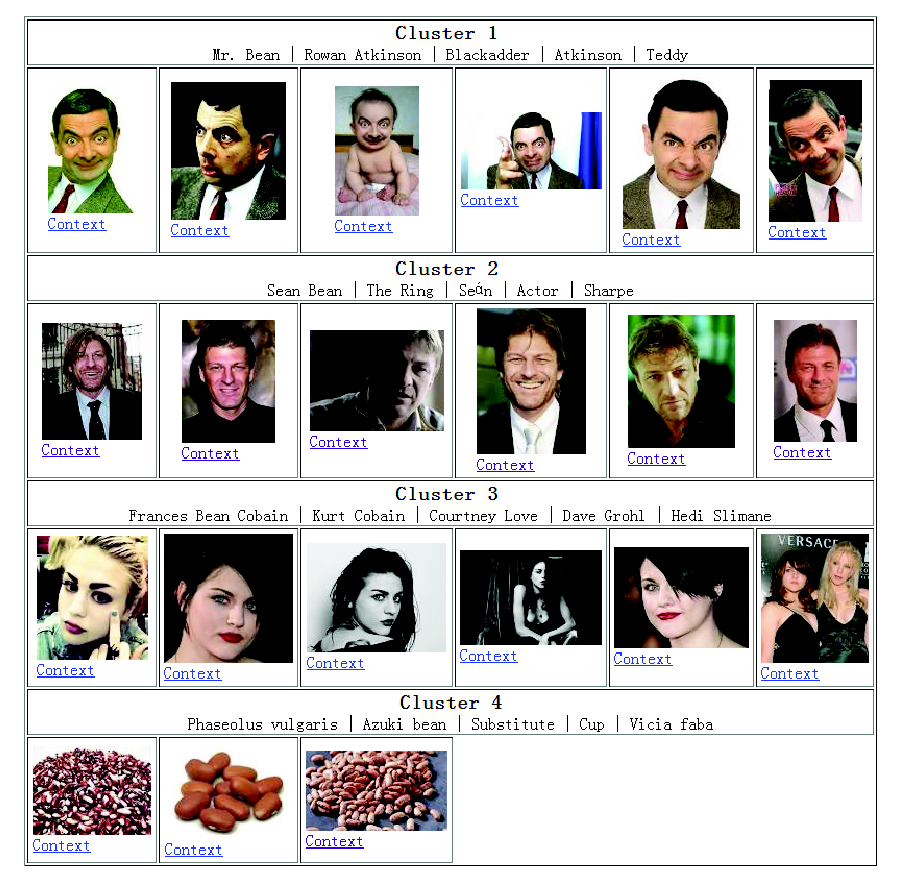 Cluster 1
Mr. Bean | Rowan Atkinson | Blackadder | Atkinson | Teddy
Context Context Context Context Context Context
Cluster 2
Sean Bean | The Ring | Seán | Actor | Sharpe
Context Context Context Context Context Context
Cluster 3
Frances Bean Cobain | Kurt Cobain | Courtney Love | Dave Grohl | Hedi Slimane
VERSACE
Context Context Context Context Context Context
Cluster 4
Phaseolus vulgaris | Azuki bean | Substitute | Cup | Vicia faba
Context Context Context